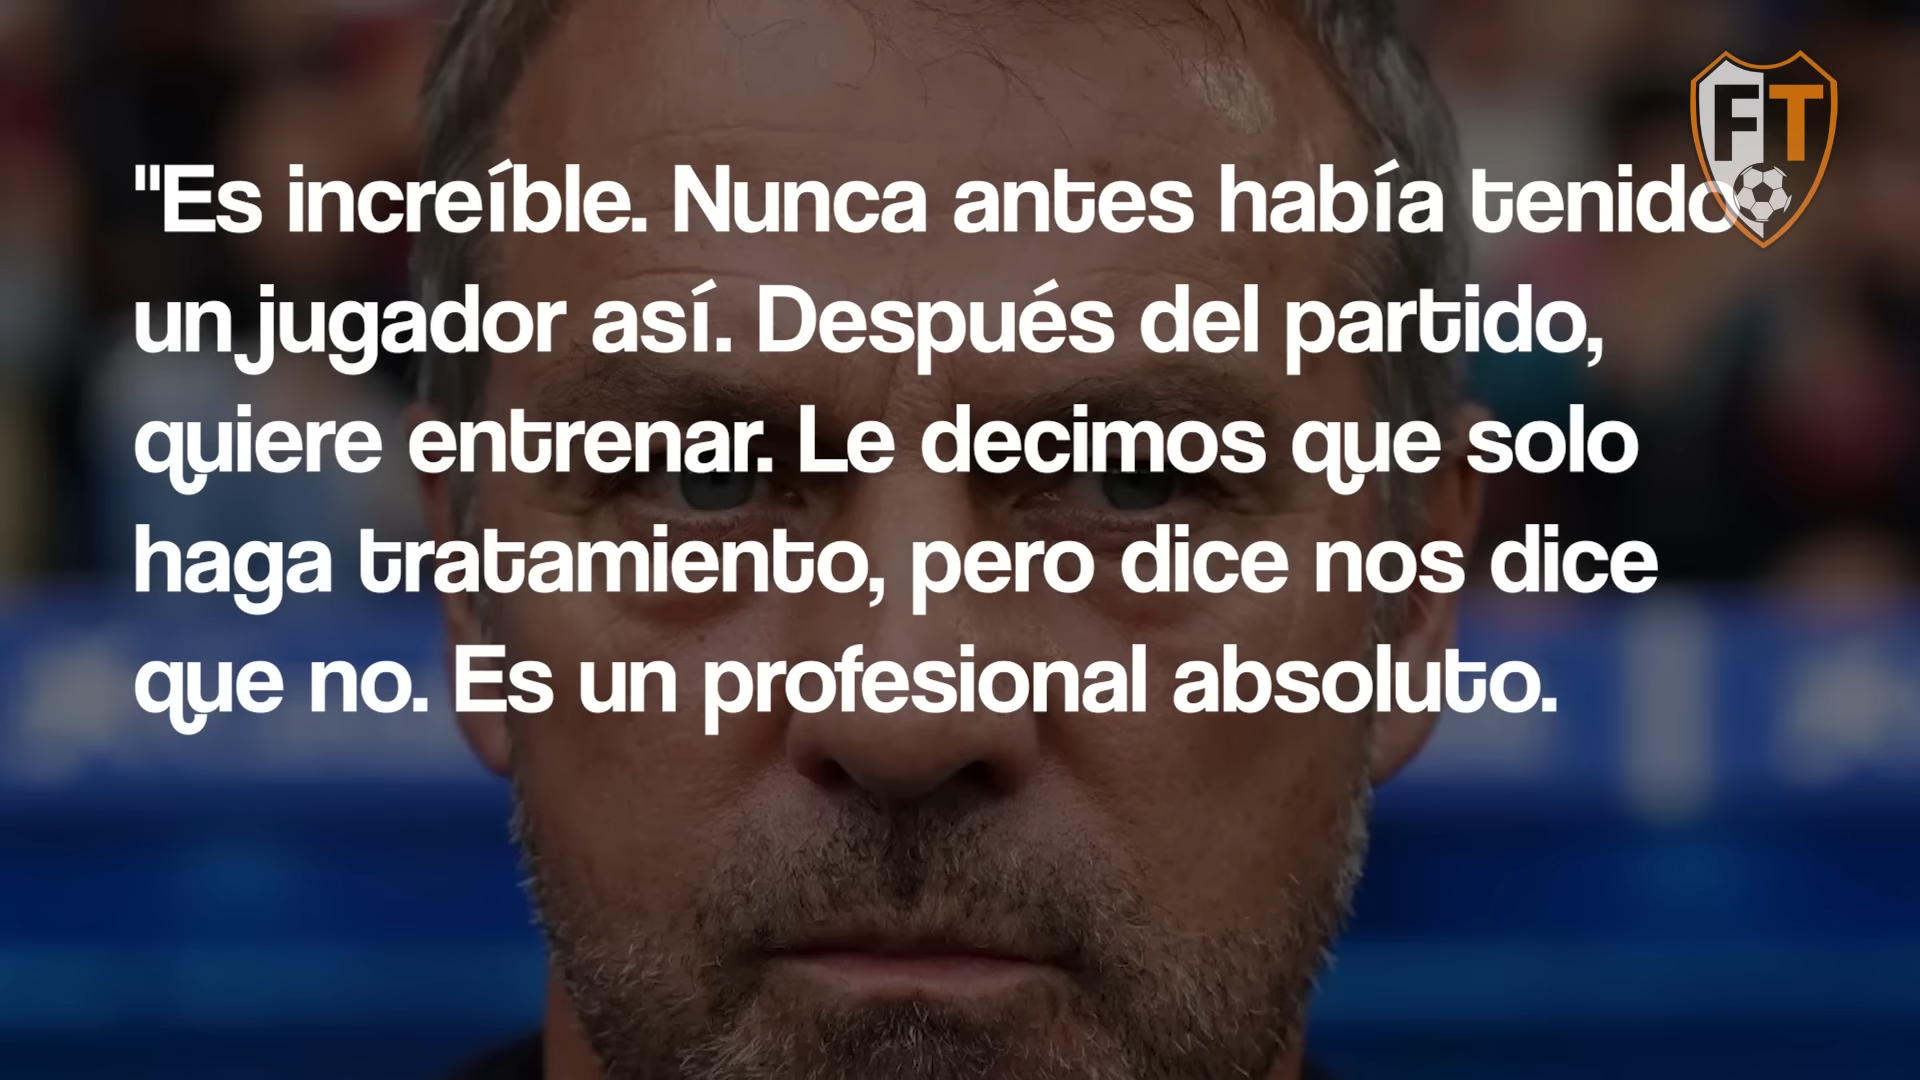 FT
"Es increíble. Nunca antes había tenido
un jugador así. Después del partido,
quiere entrenar. Le decimos que solo
haga tratamiento, pero dice nos dice
que no. Es un profesional absoluto.